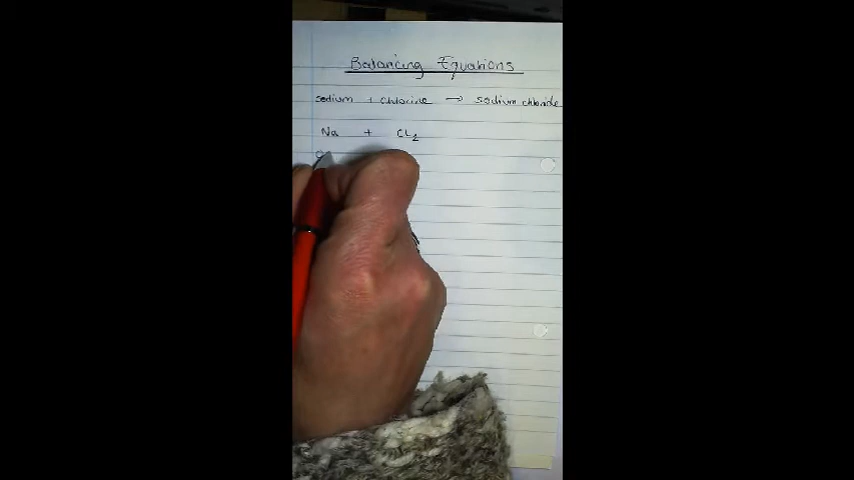 Balancing Equations
sodium + chlorine → sodium chloride
Na + Cl₂